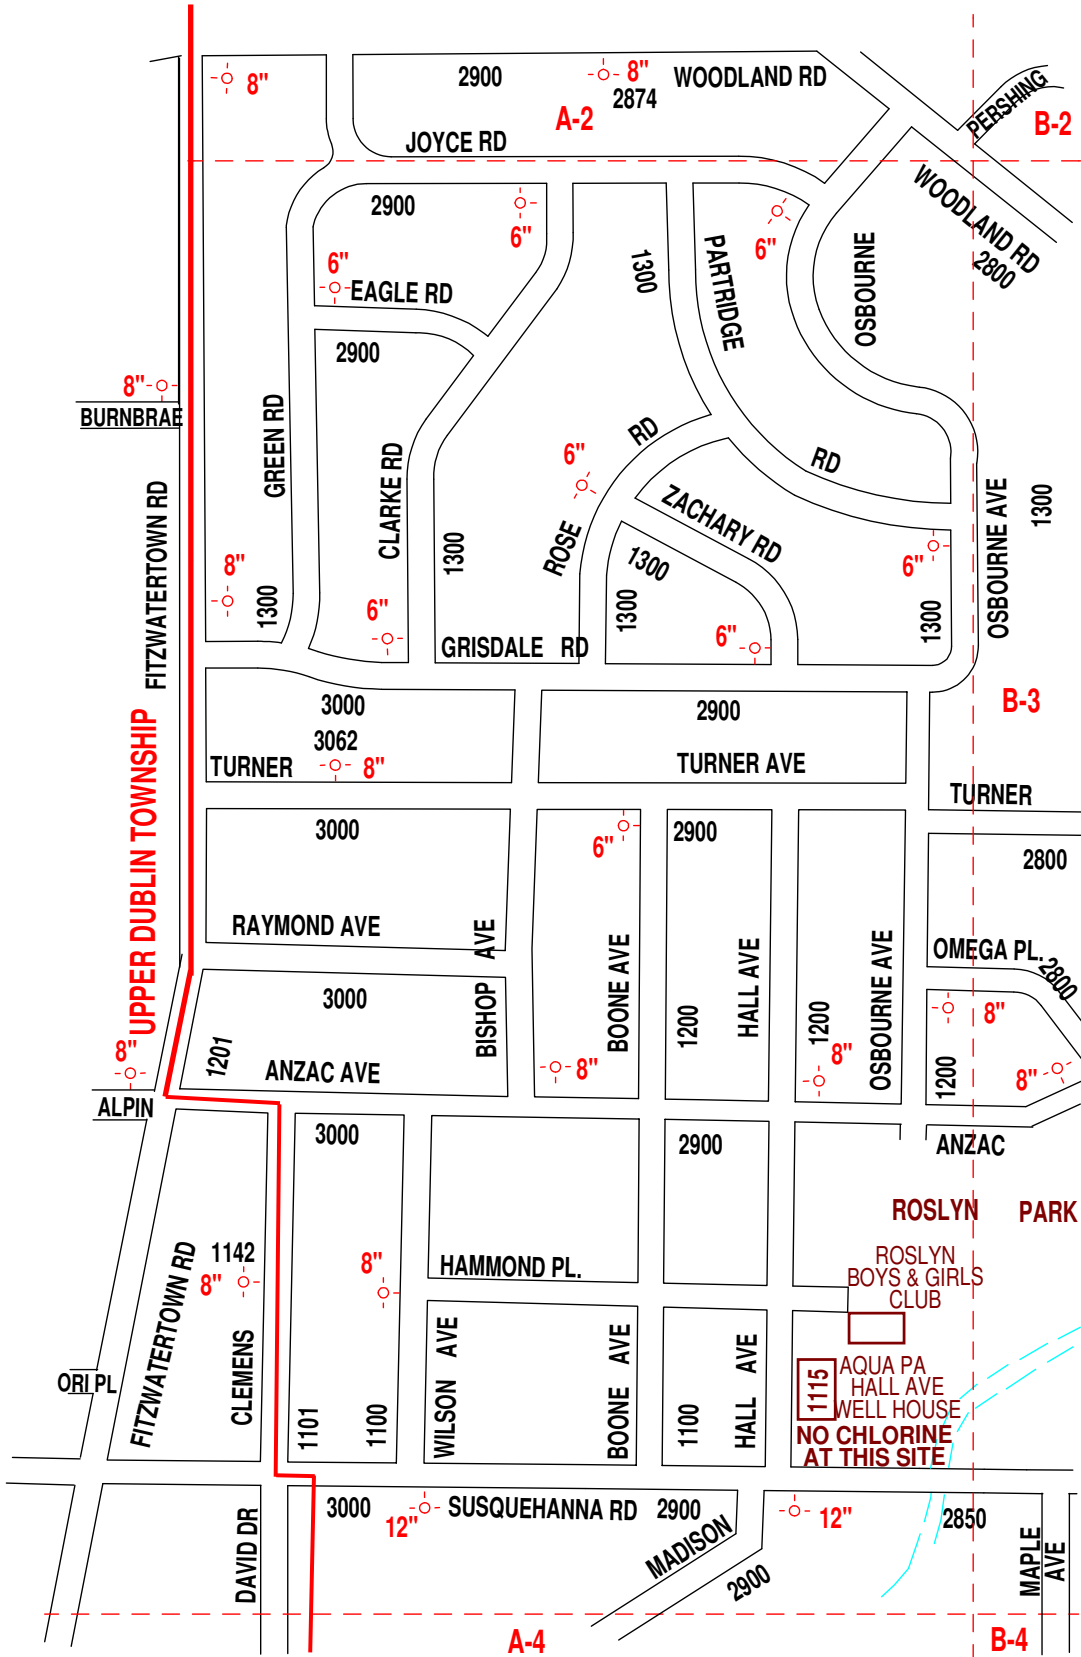 8"
2900
8"
2874
WOODLAND RD
A-2
PERSHING
B-2
JOYCE RD
2900
6"
6"
WOODLAND RD
2800
6"
EAGLE RD
1300
PARTRIDGE
OSBOURNE
2900
8"
BURNBRAE
GREEN RD
CLARKE RD
RD
RD
6"
ZACHARY RD
FITZWATERTOWN RD
OSBOURNE AVE
1300
8"
1300
1300
ROSE
1300
1300
6"
1300
6"
6"
GRISDALE RD
3000
2900
B-3
3062
TURNER
8"
TURNER AVE
TURNER
UPPER DUBLIN TOWNSHIP
3000
6"
2900
2800
RAYMOND AVE
BISHOP AVE
BOONE AVE
HALL AVE
OSBOURNE AVE
OMEGA PL.
2800
3000
1200
1200
8"
8"
1201
ANZAC AVE
8"
8"
1200
8"
ALPIN
3000
2900
ANZAC
ROSLYN PARK
FITZWATERTOWN RD
1142
8"
8"
HAMMOND PL.
ROSLYN
BOYS & GIRLS
CLUB
ORI PL
CLEMENS
1101
1100
WILSON AVE
BOONE AVE
1100
HALL AVE
1115
AQUA PA
HALL AVE
WELL HOUSE
NO CHLORINE
AT THIS SITE
3000
12"
SUSQUEHANNA RD
2900
12"
2850
DAVID DR
MADISON
2900
MAPLE AVE
A-4
B-4